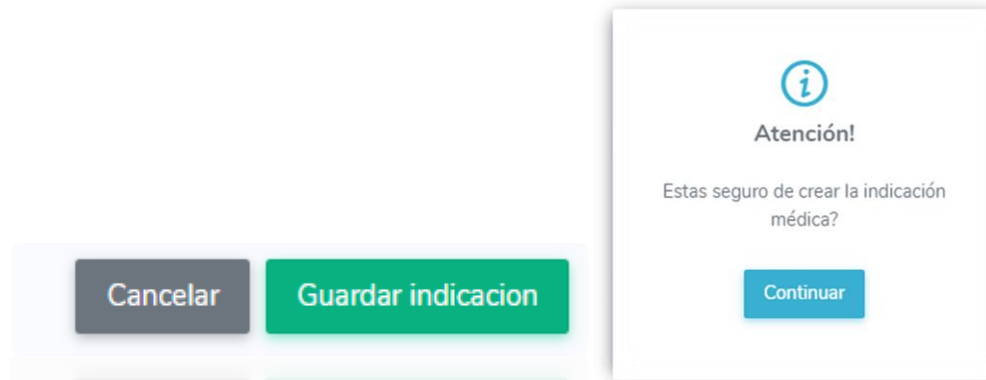 Atención!
Estas seguro de crear la indicación
médica?
Continuar
Cancelar
Guardar indicacion